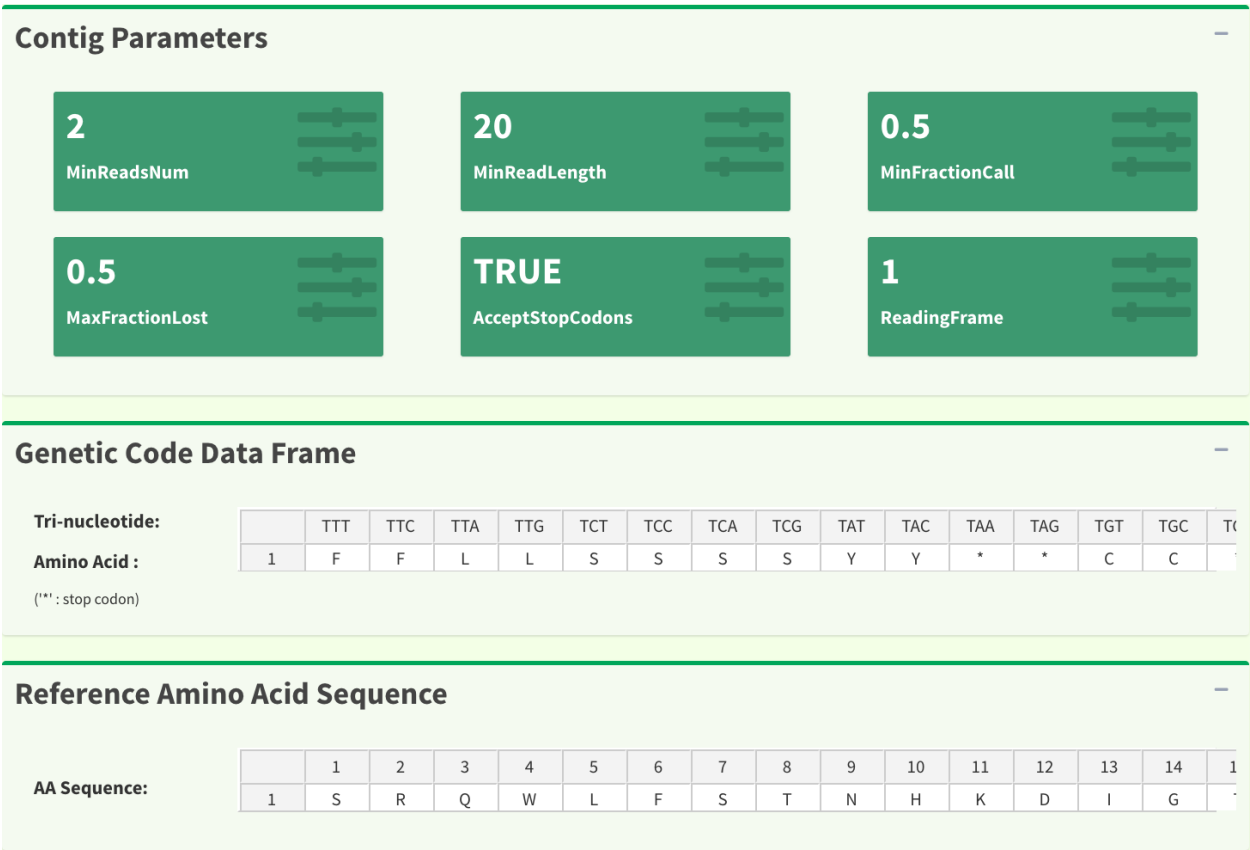 Contig Parameters
2 20 0.5
MinReadsNum MinReadLength MinFractionCall
0.5 TRUE 1
MaxFractionLost AcceptStopCodons ReadingFrame
Genetic Code Data Frame
Tri-nucleotide: TTT TTC TTA TTG TCT TCC TCA TCG TAT TAC TAA TAG TGT TGC
Amino Acid : 1 F F L L S S S S Y Y * * C C
('*' : stop codon)
Reference Amino Acid Sequence
1 2 3 4 5 6 7 8 9 10 11 12 13 14
AA Sequence: 1 S R Q W L F S T N H K D I G